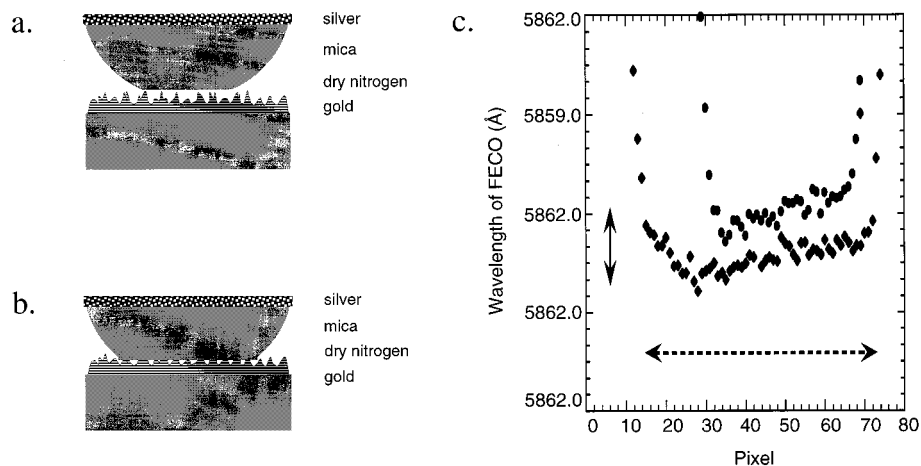 a.
silver
mica
dry nitrogen
gold
b.
silver
mica
dry nitrogen
gold
c.
Wavelength of FECO (Å)
5862.0
5859.0
5862.0
5862.0
5862.0
0 10 20 30 40 50 60 70 80
Pixel